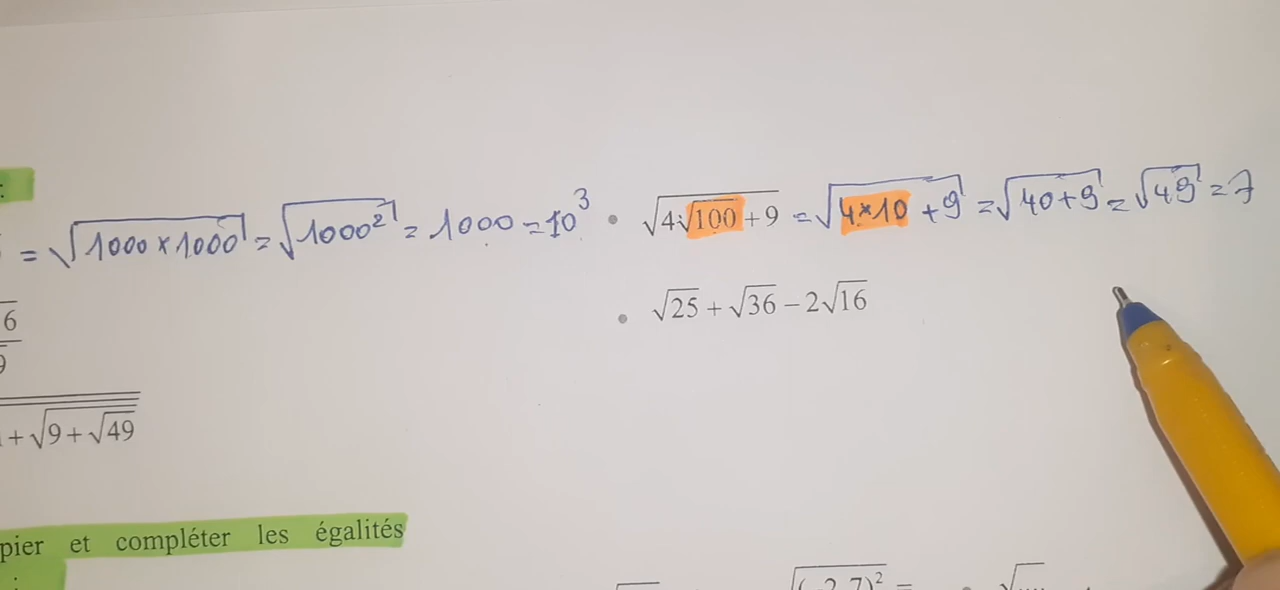 :
= √1000×1000 = √1000² = 1000 = 10³ • √4√100 + 9 = √4×10 + 9 = √40+9 = √49 = 7
• √25 + √36 − 2√16
6
9
+ √9 + √49
pier et compléter les égalités
: